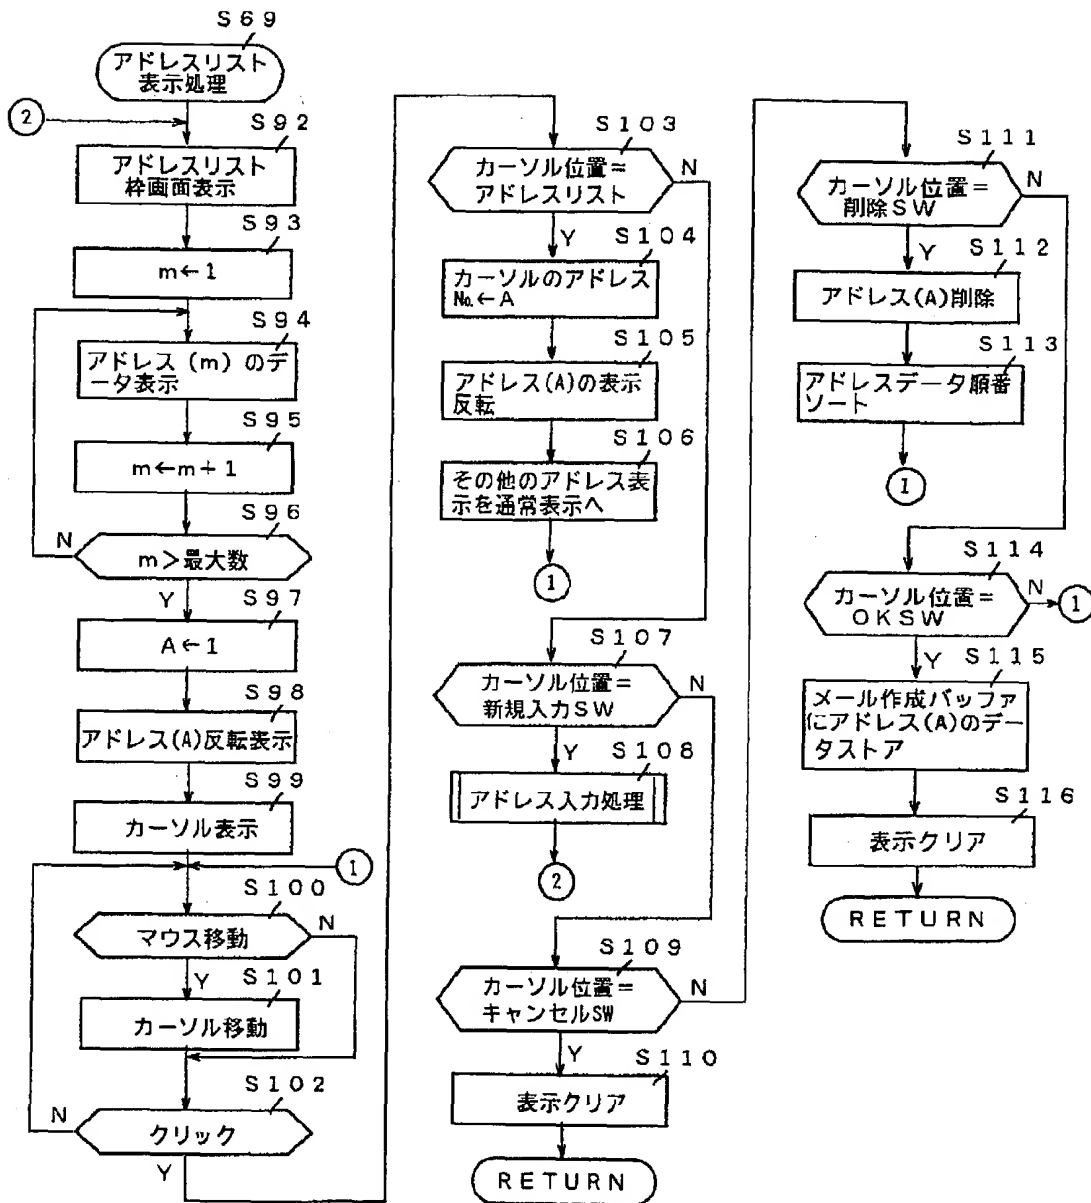 S69
アドレスリスト
表示処理
②
S92
アドレスリスト
枠画面表示
S93
m←1
S94
アドレス（m）のデ
ータ表示
S95
m←m+1
S96
m＞最大数
N
Y
S97
A←1
S98
アドレス(A)反転表示
S99
カーソル表示
①
S100
マウス移動
N
Y
S101
カーソル移動
S102
クリック
N
Y
S103
カーソル位置＝
アドレスリスト
N
Y
S104
カーソルのアドレス
No.←A
S105
アドレス(A)の表示
反転
S106
その他のアドレス表
示を通常表示へ
①
S107
カーソル位置＝
新規入力SW
N
Y
S108
アドレス入力処理
②
S109
カーソル位置＝
キャンセルSW
N
Y
S110
表示クリア
RETURN
S111
カーソル位置＝
削除SW
N
Y
S112
アドレス(A)削除
S113
アドレスデータ順番
ソート
①
S114
カーソル位置＝
OKSW
N
①
Y
S115
メール作成バッファ
にアドレス(A)のデー
タストア
S116
表示クリア
RETURN